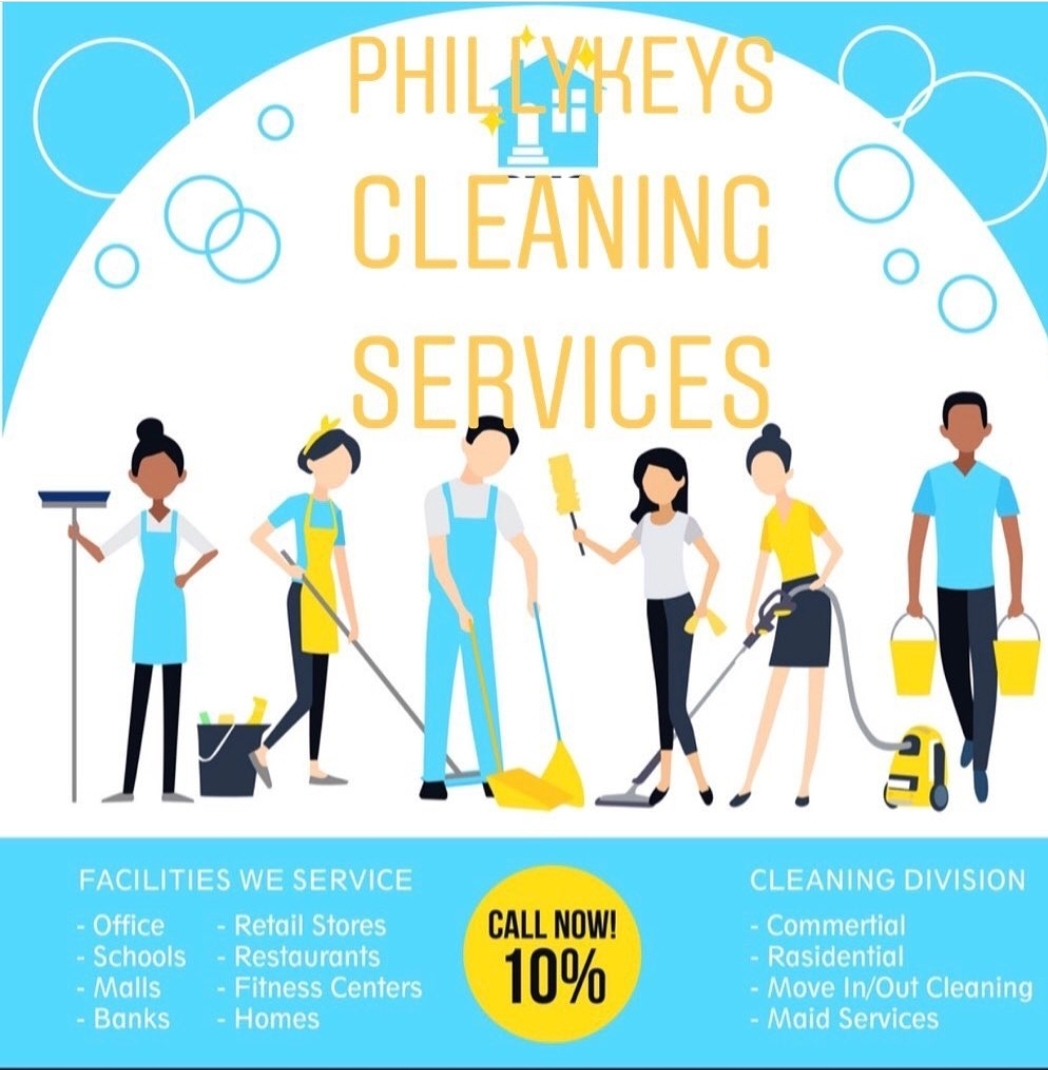 PHILLYKEYS
CLEANING
SERVICES
FACILITIES WE SERVICE
- Office
- Schools
- Malls
- Banks
- Retail Stores
- Restaurants
- Fitness Centers
- Homes
CALL NOW!
10%
CLEANING DIVISION
- Commertial
- Rasidential
- Move In/Out Cleaning
- Maid Services